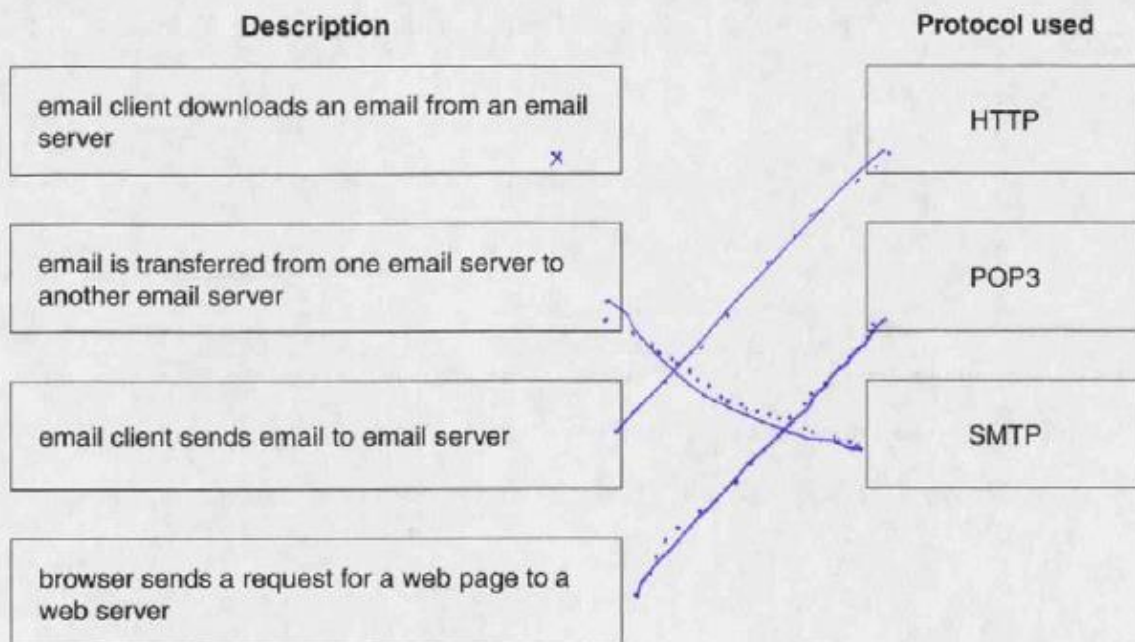 Description
Protocol used
email client downloads an email from an email
server
x
HTTP
email is transferred from one email server to
another email server
POP3
email client sends email to email server
SMTP
browser sends a request for a web page to a
web server